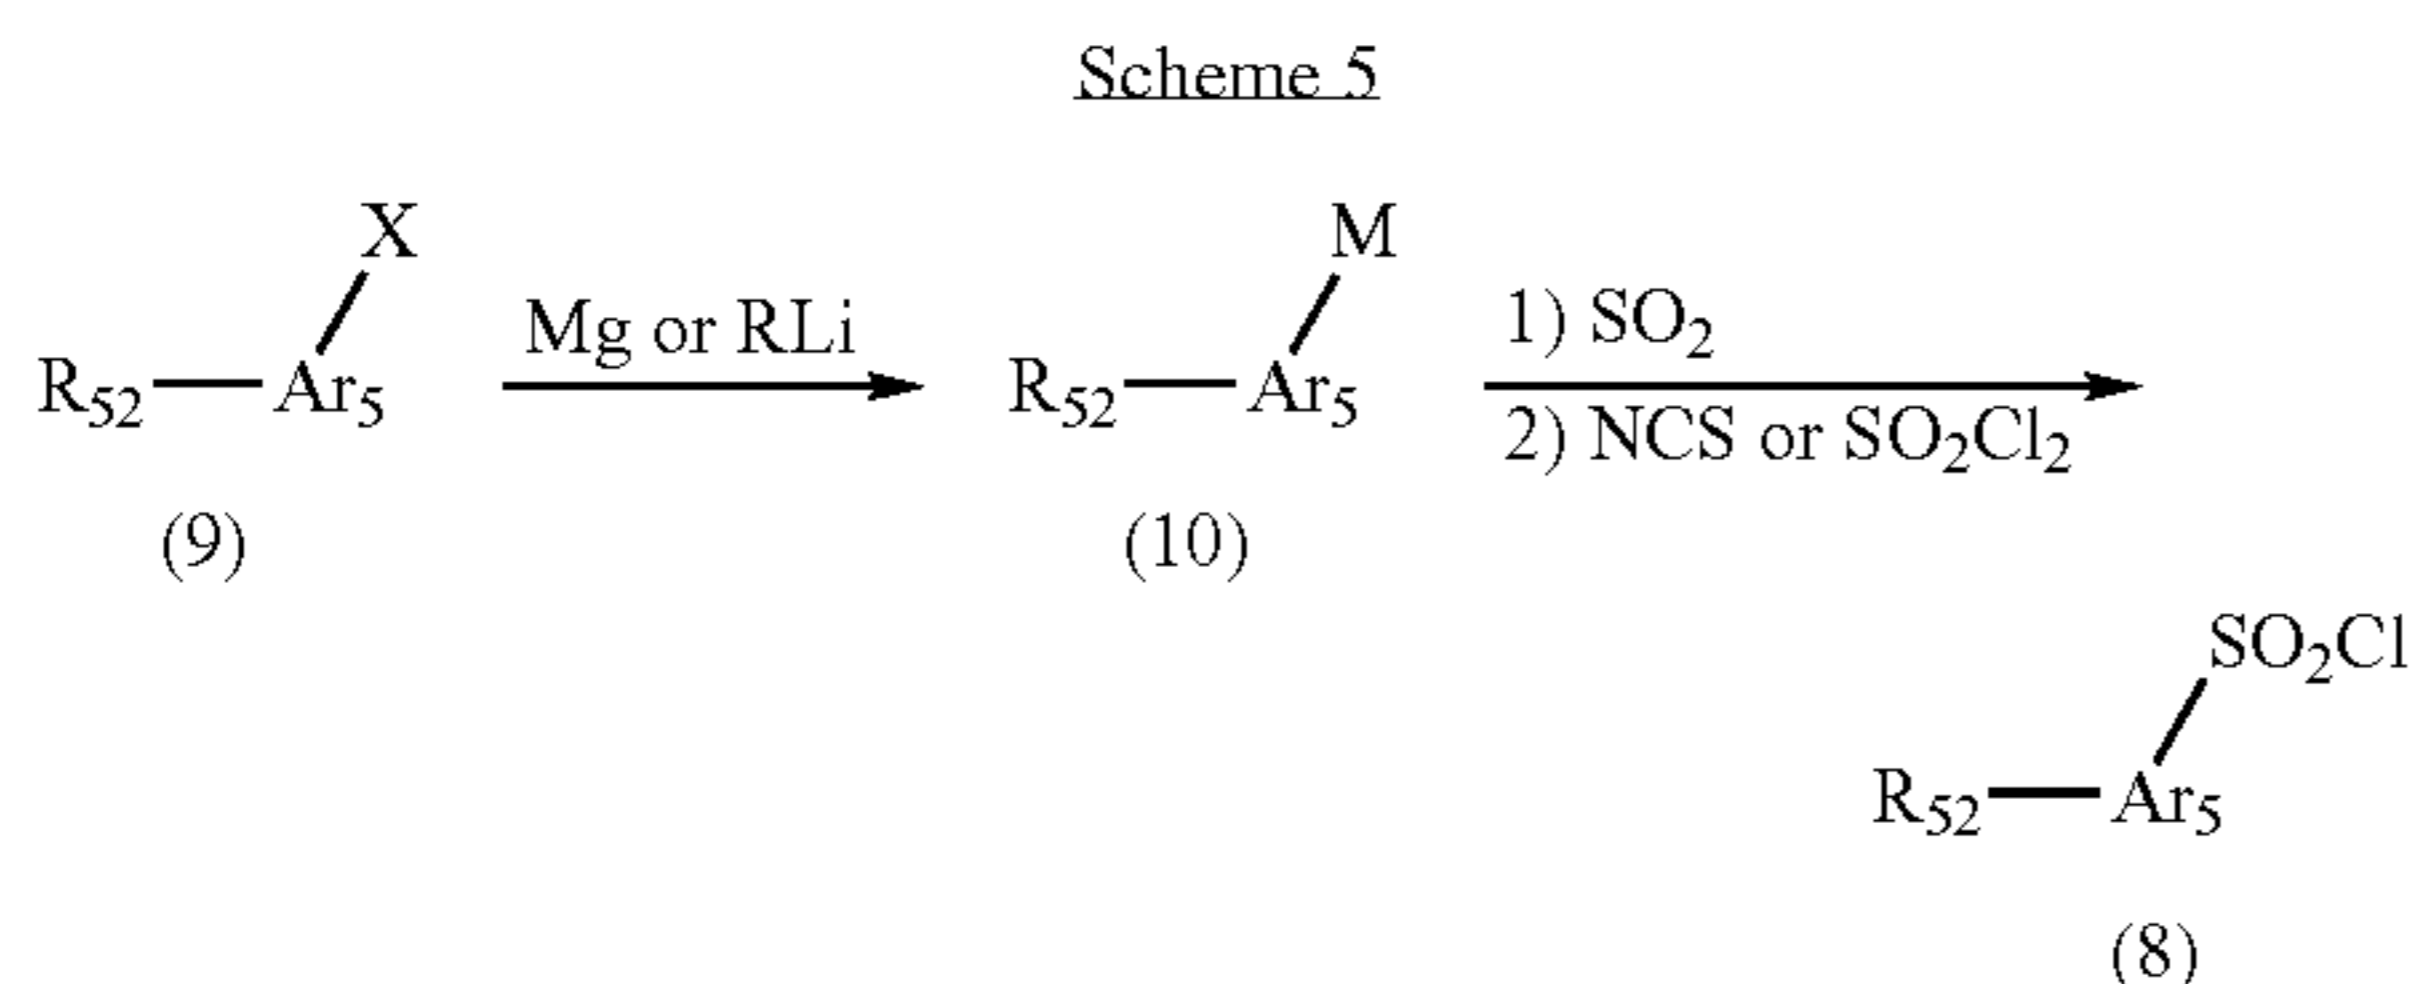 Scheme 5
X
M
R₅₂—Ar₅
Mg or RLi
R₅₂—Ar₅
1) SO₂
2) NCS or SO₂Cl₂
(9)
(10)
SO₂Cl
R₅₂—Ar₅
(8)